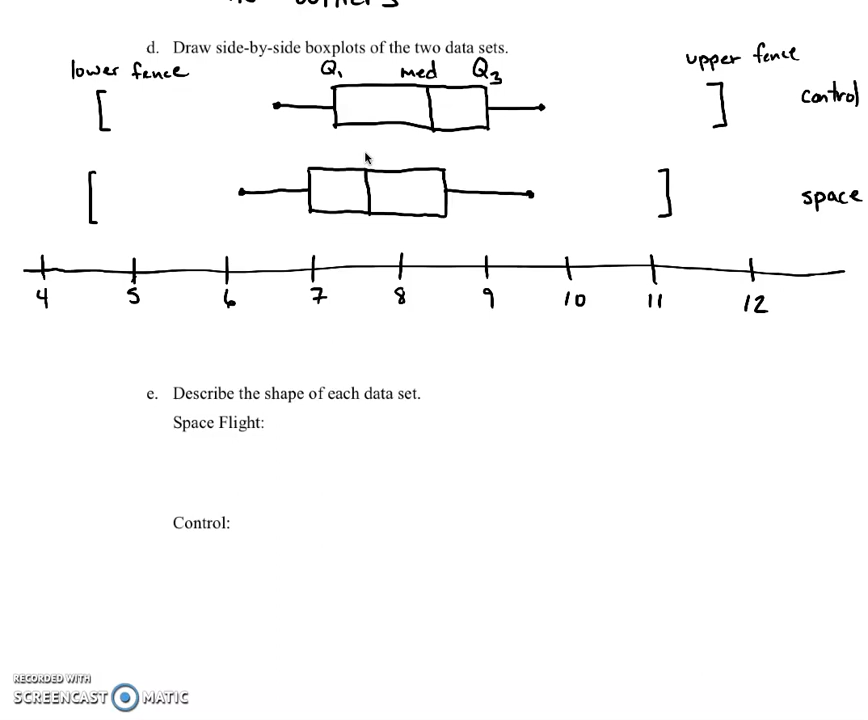 no outliers
d. Draw side-by-side boxplots of the two data sets.
lower fence Q1 med Q3 upper fence
[ ] control
[ ] space
4 5 6 7 8 9 10 11 12
e. Describe the shape of each data set.
Space Flight:
Control:
RECORDED WITH
SCREENCAST O MATIC